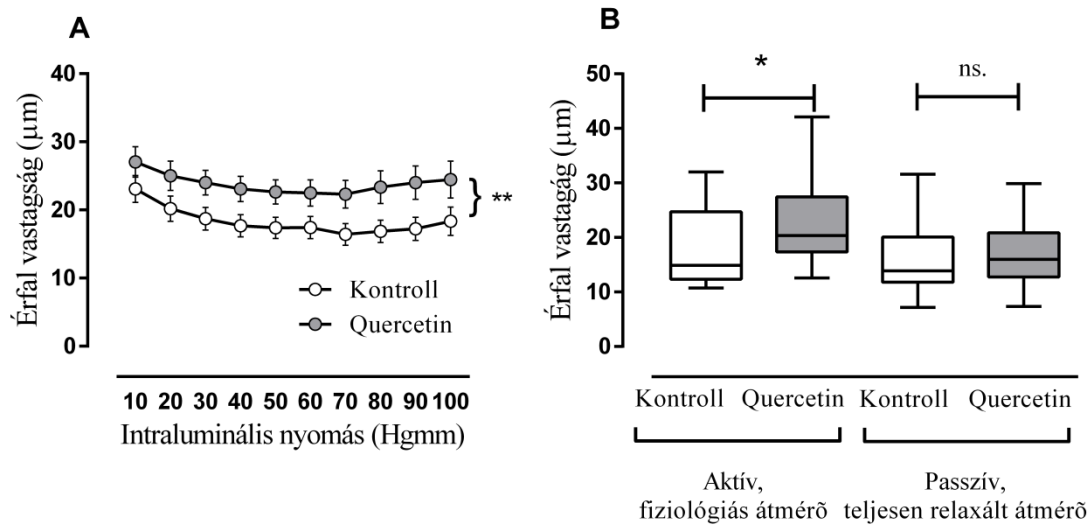 A
Érfal vastagság (µm)
40
30
20
10
0
**
Kontroll
Quercetin
10 20 30 40 50 60 70 80 90 100
Intraluminális nyomás (Hgmm)
B
Érfal vastagág (µm)
50
40
30
20
10
0
*
ns.
Kontroll Quercetin Kontroll Quercetin
Aktív,
fiziológiás átmérõ
Passzív,
teljesen relaxált átmérõ